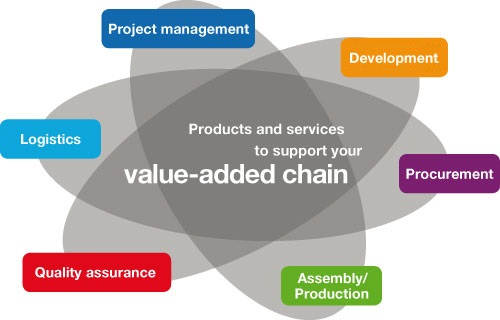 Project management
Development
Products and services
to support your
value-added chain
Logistics
Procurement
Quality assurance
Assembly/
Production